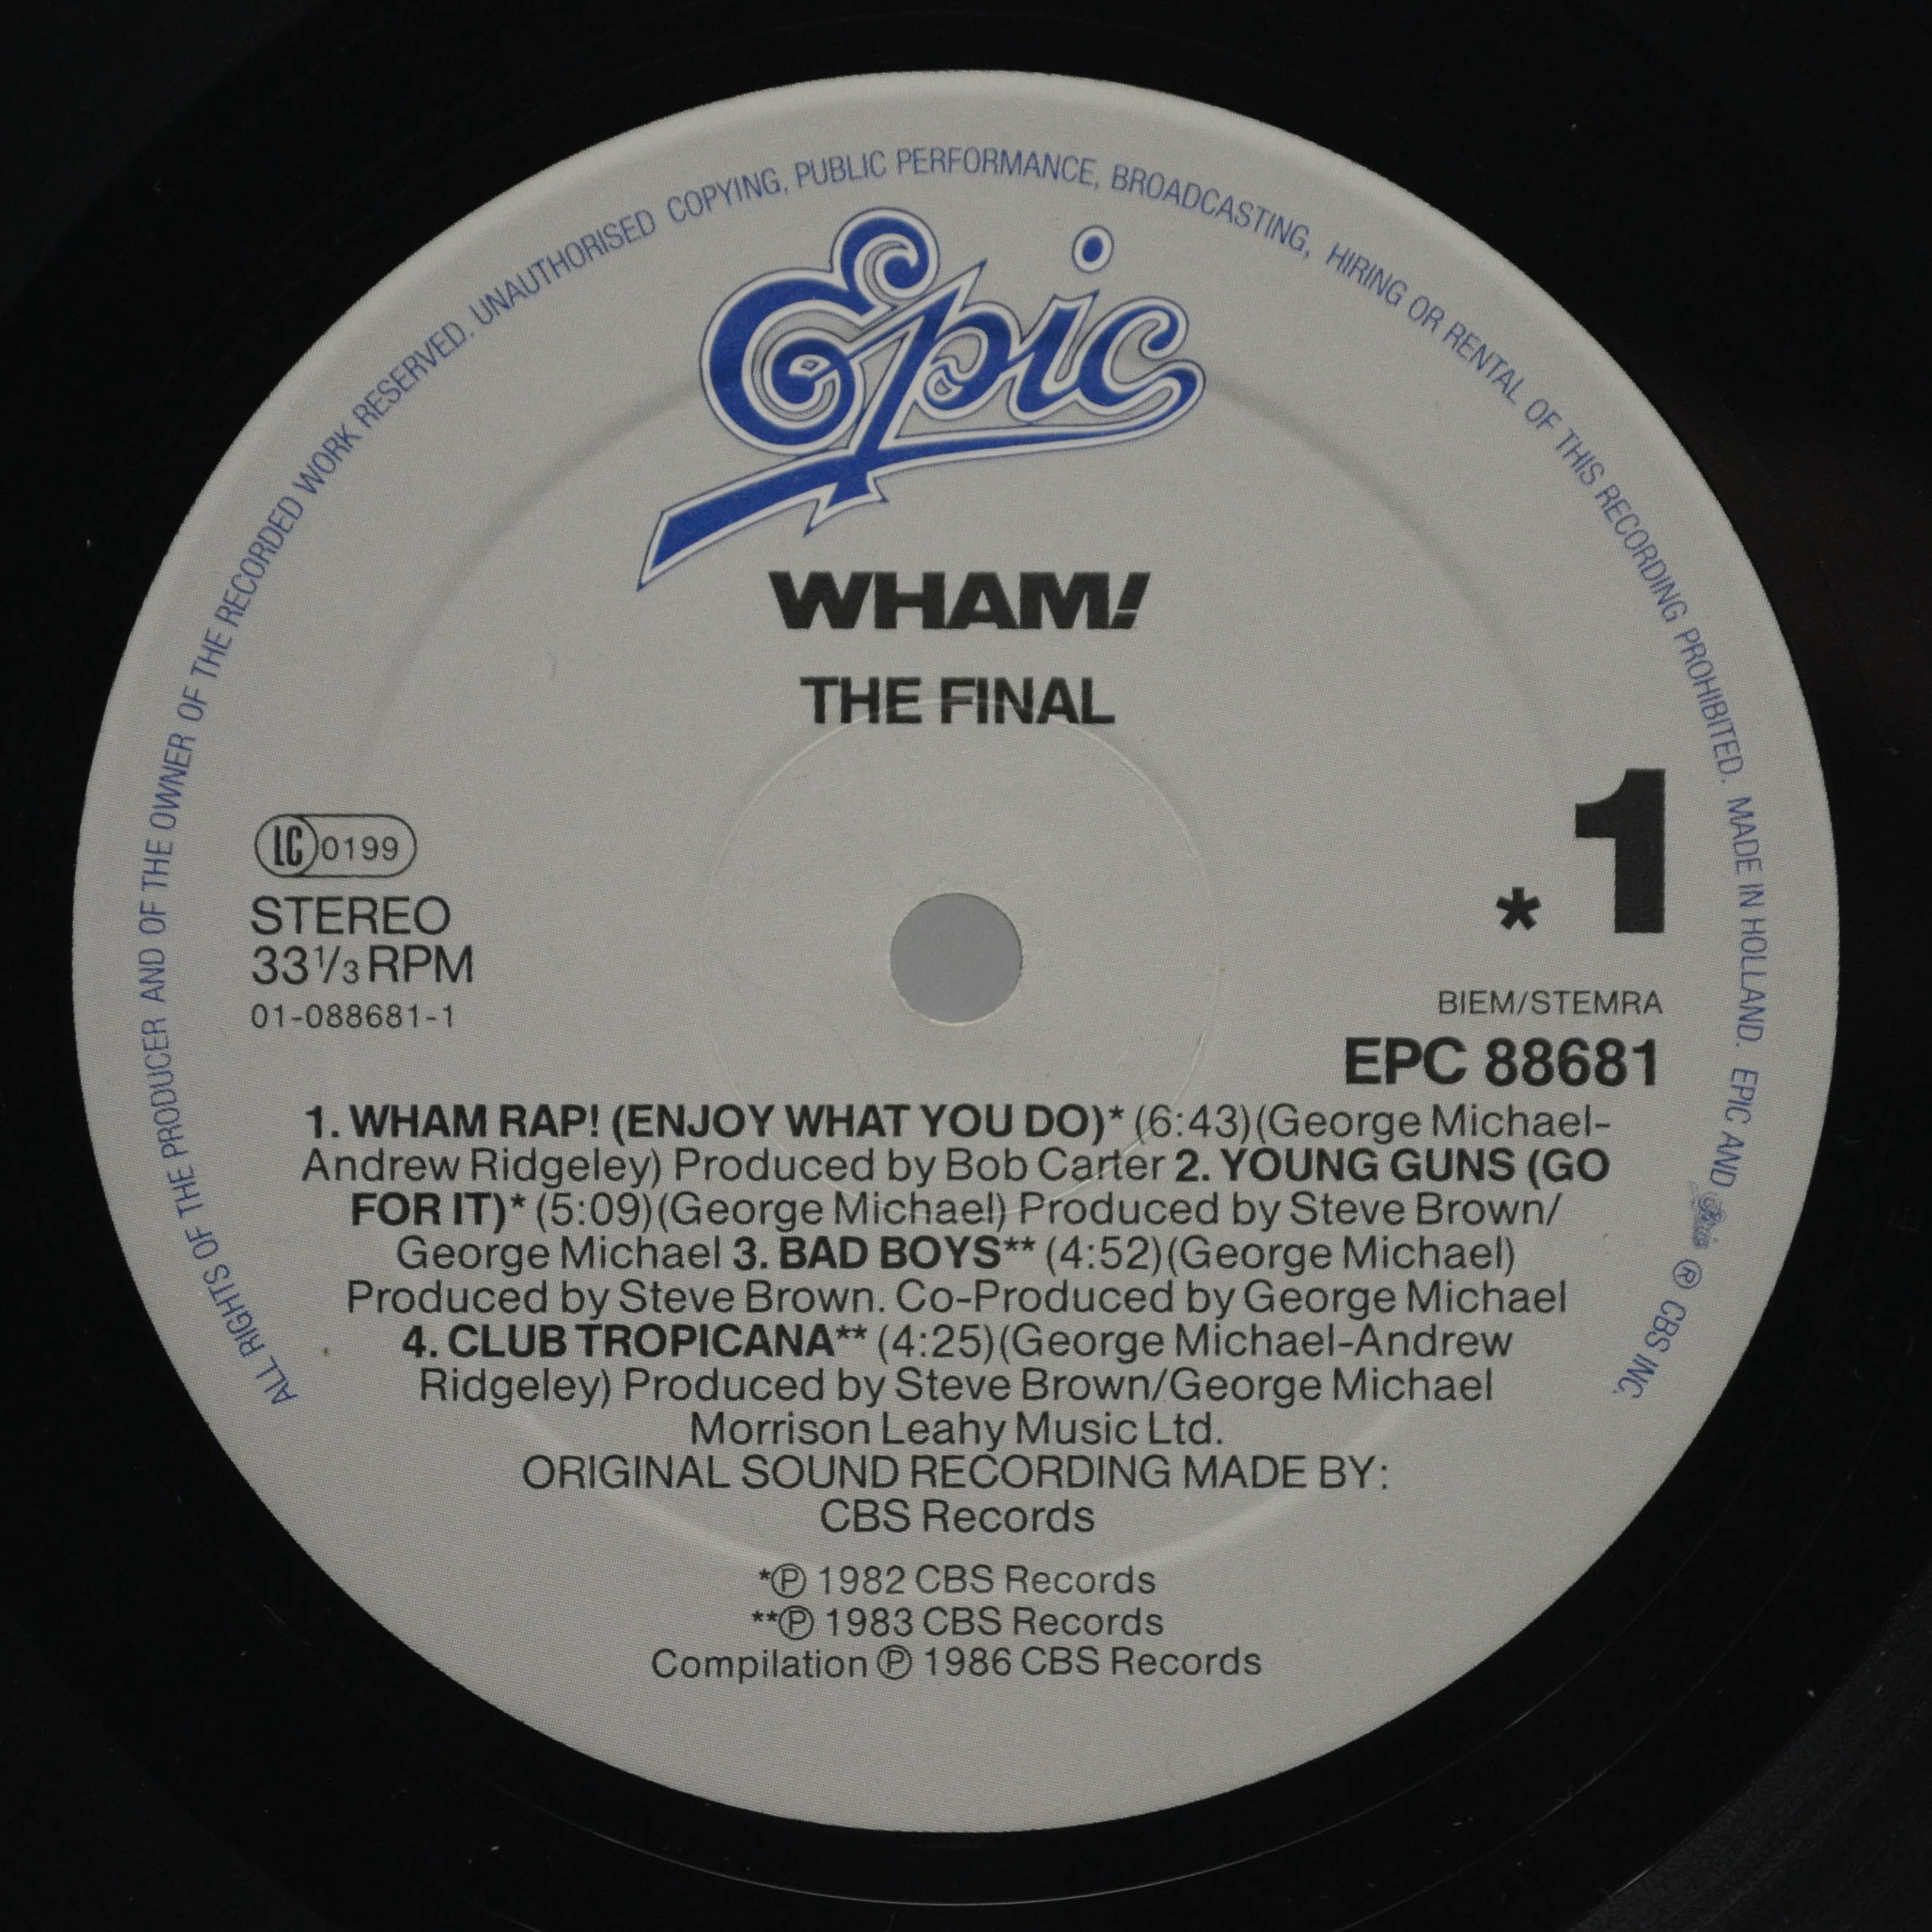 ALL RIGHTS OF THE PRODUCER AND OF THE OWNER OF THE RECORDED WORK RESERVED. UNAUTHORISED COPYING, PUBLIC PERFORMANCE, BROADCASTING, HIRING OR RENTAL OF THIS RECORDING PROHIBITED. MADE IN HOLLAND. EPIC AND Epic ® CBS INC.
Epic
WHAM!
THE FINAL
LC 0199
STEREO
33⅓ RPM
01-088681-1
* 1
BIEM/STEMRA
EPC 88681
1. WHAM RAP! (ENJOY WHAT YOU DO)* (6:43)(George Michael-
Andrew Ridgeley) Produced by Bob Carter 2. YOUNG GUNS (GO
FOR IT)* (5:09)(George Michael) Produced by Steve Brown/
George Michael 3. BAD BOYS** (4:52)(George Michael)
Produced by Steve Brown. Co-Produced by George Michael
4. CLUB TROPICANA** (4:25)(George Michael-Andrew
Ridgeley) Produced by Steve Brown/George Michael
Morrison Leahy Music Ltd.
ORIGINAL SOUND RECORDING MADE BY:
CBS Records
*℗ 1982 CBS Records
**℗ 1983 CBS Records
Compilation ℗ 1986 CBS Records